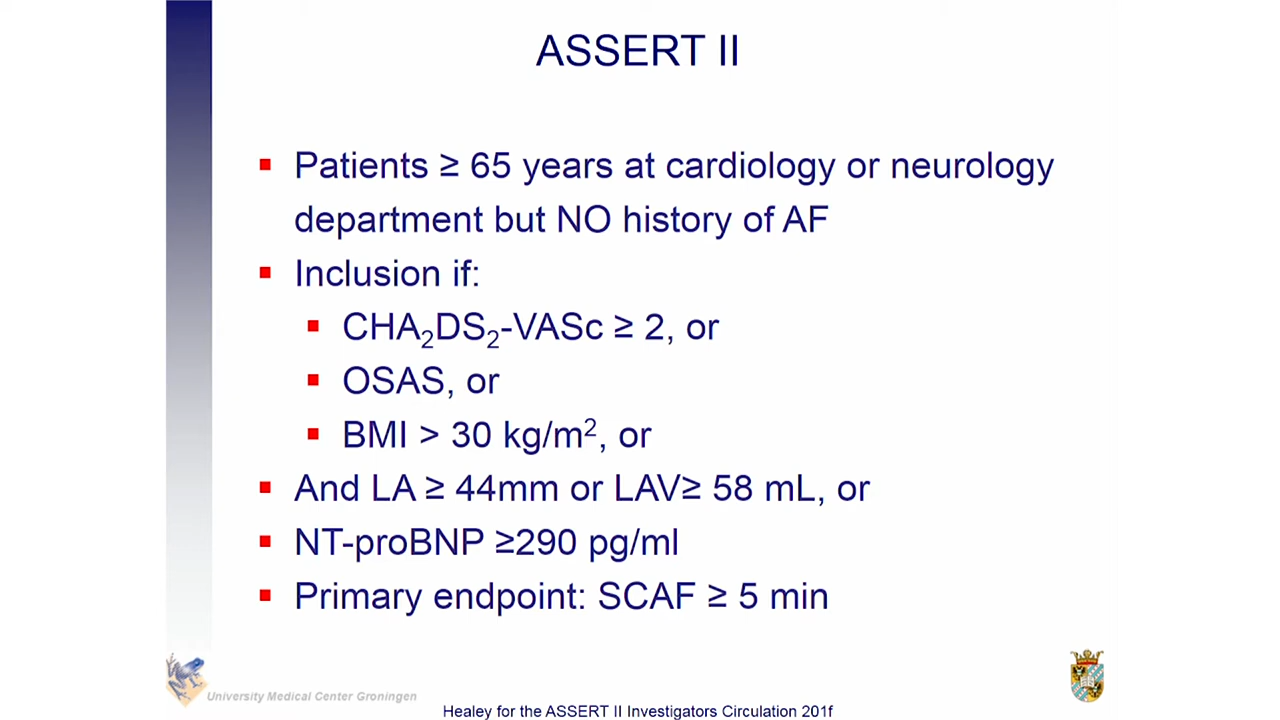 ASSERT II
▪ Patients ≥ 65 years at cardiology or neurology
department but NO history of AF
▪ Inclusion if:
▪ CHA₂DS₂-VASc ≥ 2, or
▪ OSAS, or
▪ BMI > 30 kg/m², or
▪ And LA ≥ 44mm or LAV≥ 58 mL, or
▪ NT-proBNP ≥290 pg/ml
▪ Primary endpoint: SCAF ≥ 5 min
University Medical Center Groningen
Healey for the ASSERT II Investigators Circulation 201f